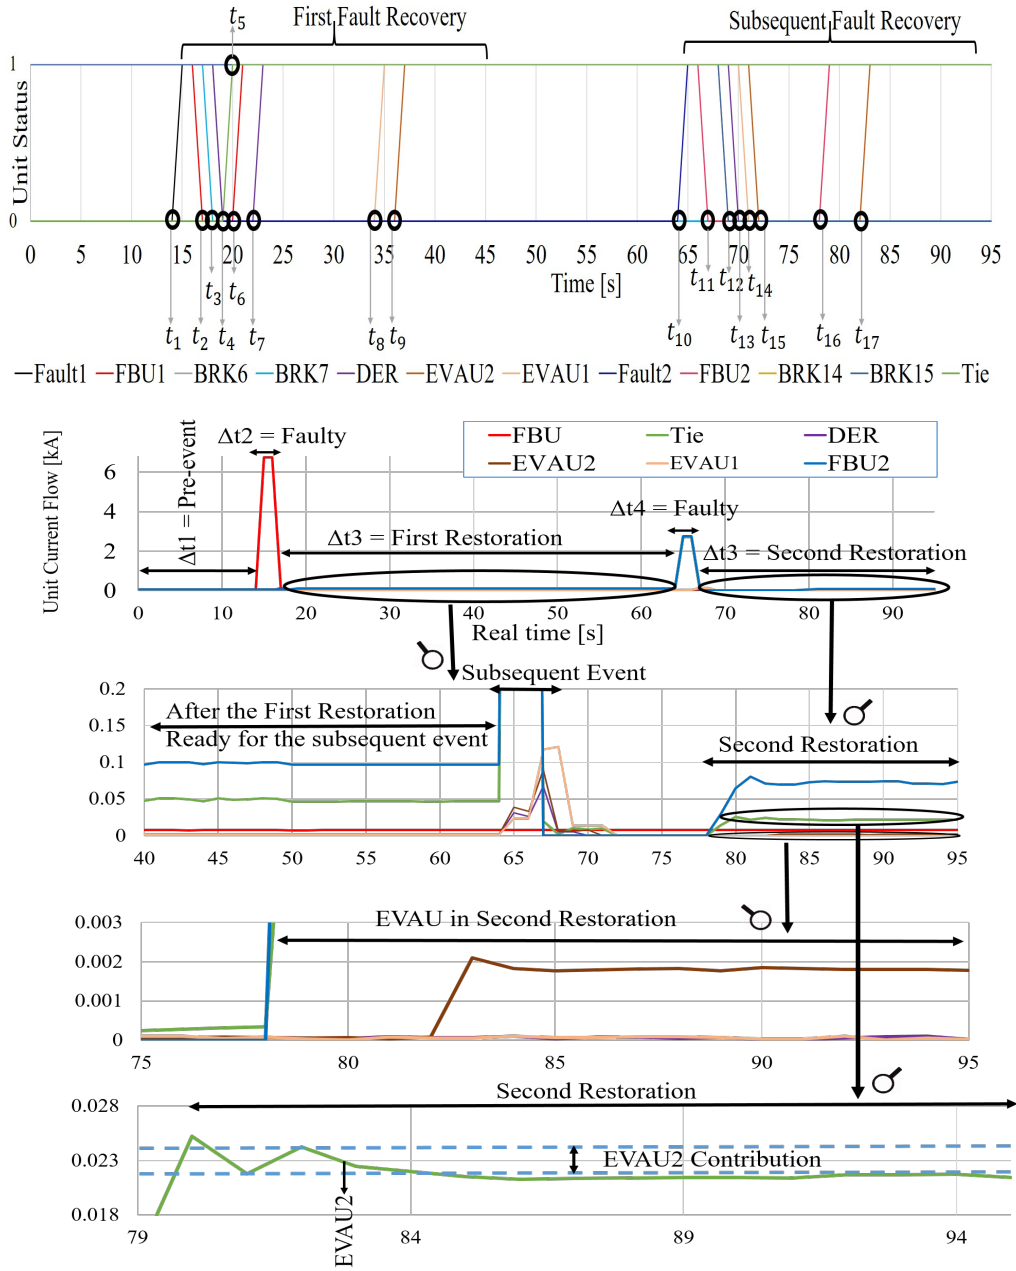 First Fault Recovery
Subsequent Fault Recovery
t5
Unit Status
1
0
0 5 10 15 20 25 30 35 40 45 50 55 60 65 70 75 80 85 90 95
Time [s]
t3 t6 t11 t12 t14
t1 t2 t4 t7 t8 t9 t10 t13 t15 t16 t17
Fault1 FBU1 BRK6 BRK7 DER EVAU2 EVAU1 Fault2 FBU2 BRK14 BRK15 Tie
Unit Current Flow [kA]
Δt2 = Faulty
FBU Tie DER
EVAU2 EVAU1 FBU2
Δt1 = Pre-event
Δt4 = Faulty
Δt3 = First Restoration
Δt3 = Second Restoration
6
4
2
0
0 10 20 30 40 50 60 70 80 90
Real time [s]
Subsequent Event
0.2
0.15
0.1
0.05
0
After the First Restoration
Ready for the subsequent event
Second Restoration
40 45 50 55 60 65 70 75 80 85 90 95
EVAU in Second Restoration
0.003
0.002
0.001
0
75 80 85 90 95
Second Restoration
0.028
0.023
0.018
EVAU2 Contribution
EVAU2
79 84 89 94